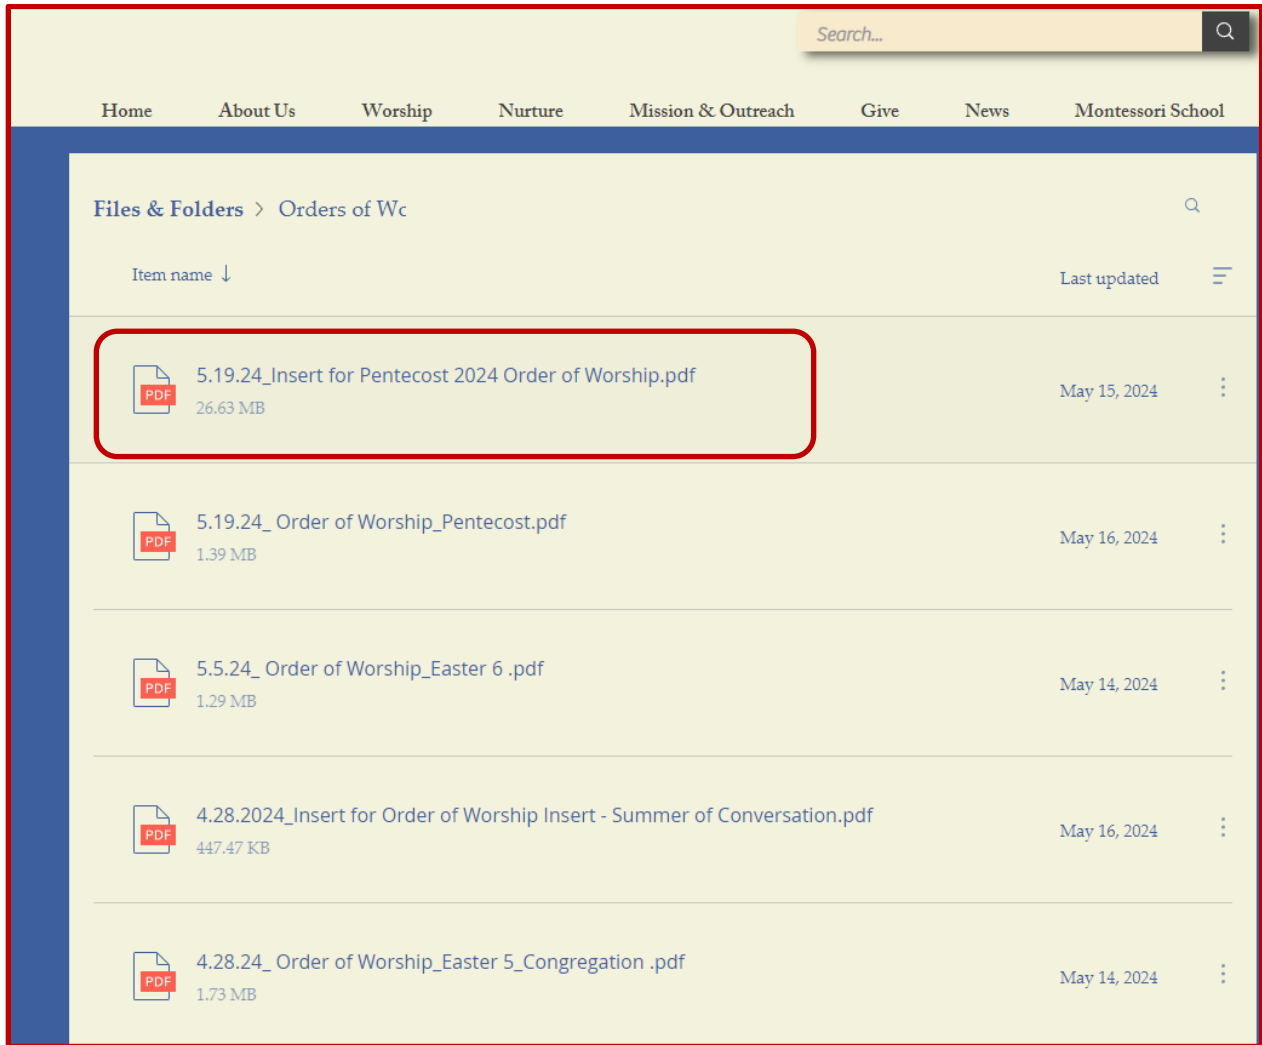 Search...
Home About Us Worship Nurture Mission & Outreach Give News Montessori School
Files & Folders > Orders of Wc
Item name ↓ Last updated
5.19.24_Insert for Pentecost 2024 Order of Worship.pdf
PDF May 15, 2024
26.63 MB
5.19.24_ Order of Worship_Pentecost.pdf
PDF May 16, 2024
1.39 MB
5.5.24_ Order of Worship_Easter 6 .pdf
PDF May 14, 2024
1.29 MB
4.28.2024_Insert for Order of Worship Insert - Summer of Conversation.pdf
PDF May 16, 2024
447.47 KB
4.28.24_ Order of Worship_Easter 5_Congregation .pdf
PDF May 14, 2024
1.73 MB